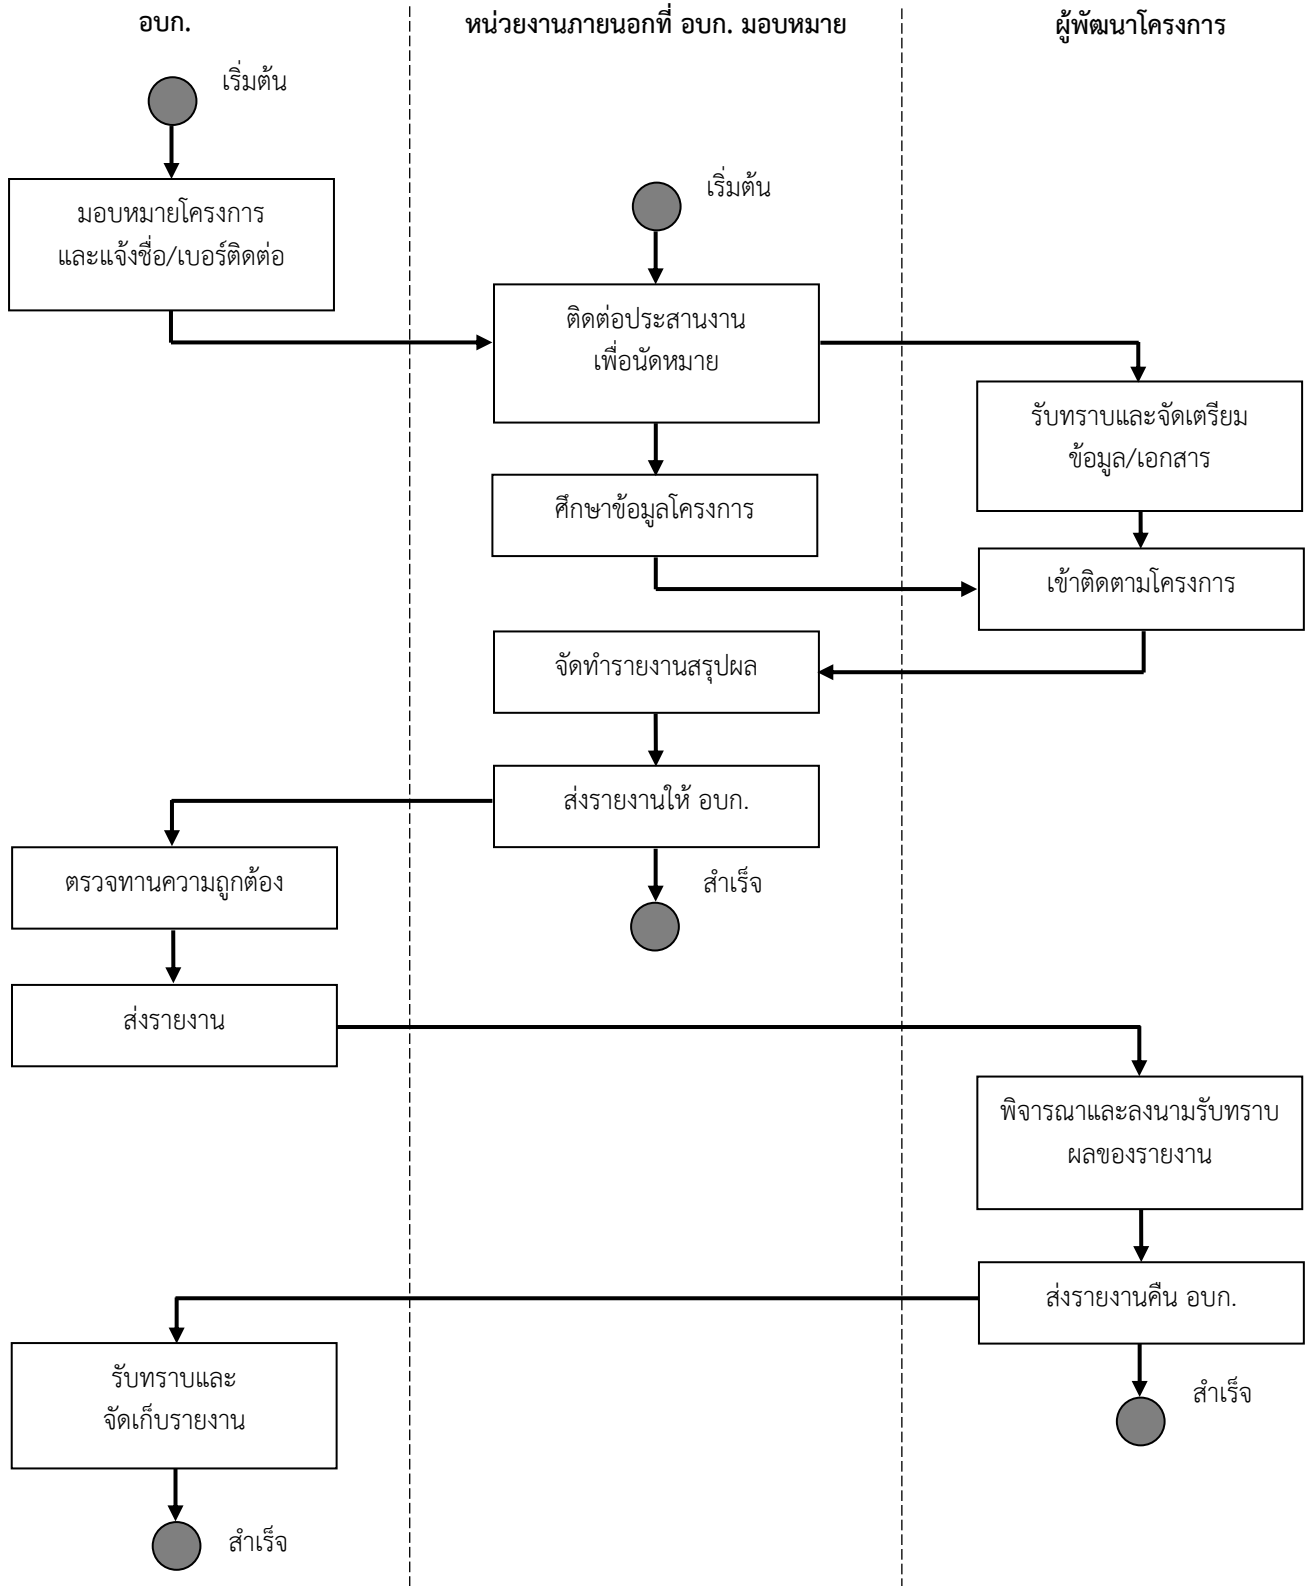 อบก.
หน่วยงานภายนอกที่ อบก. มอบหมาย
ผู้พัฒนาโครงการ
เริ่มต้น
มอบหมายโครงการ
และแจ้งชื่อ/เบอร์ติดต่อ
เริ่มต้น
ติดต่อประสานงาน
เพื่อนัดหมาย
รับทราบและจัดเตรียม
ข้อมูล/เอกสาร
ศึกษาข้อมูลโครงการ
เข้าติดตามโครงการ
จัดทำรายงานสรุปผล
ส่งรายงานให้ อบก.
สำเร็จ
ตรวจทานความถูกต้อง
ส่งรายงาน
พิจารณาและลงนามรับทราบ
ผลของรายงาน
ส่งรายงานคืน อบก.
สำเร็จ
รับทราบและ
จัดเก็บรายงาน
สำเร็จ